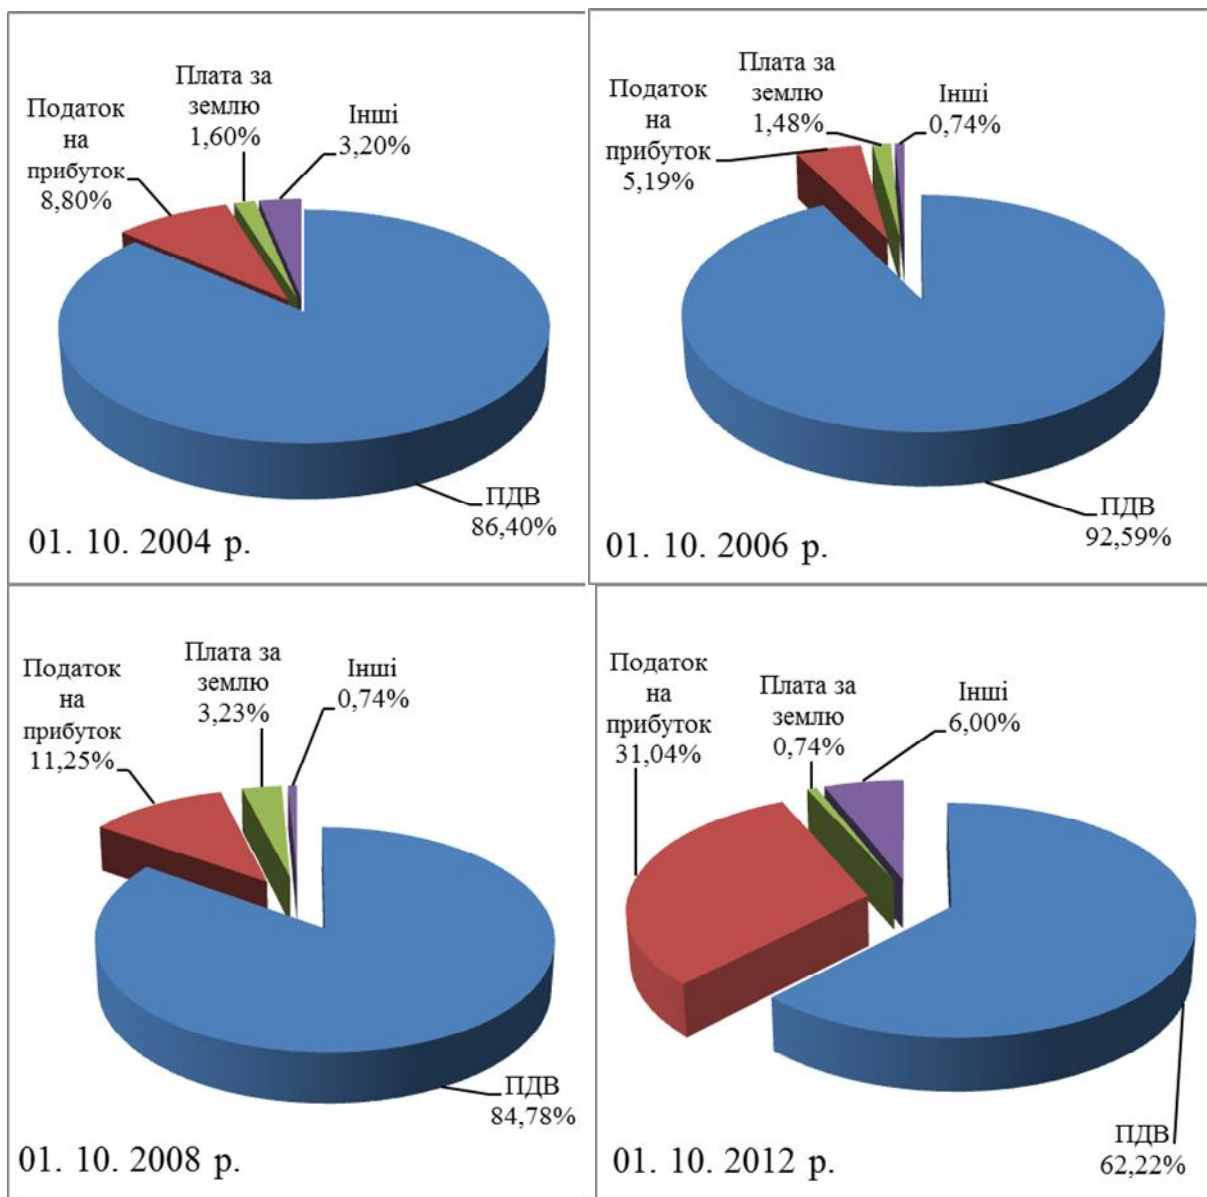 Податок
на
прибуток
8,80%
Плата за
землю
1,60%
Інші
3,20%
ПДВ
86,40%
01. 10. 2004 р.
Податок
на
прибуток
5,19%
Плата за
землю
1,48%
Інші
0,74%
ПДВ
92,59%
01. 10. 2006 р.
Податок
на
прибуток
11,25%
Плата за
землю
3,23%
Інші
0,74%
ПДВ
84,78%
01. 10. 2008 р.
Податок
на
прибуток
31,04%
Плата за
землю
0,74%
Інші
6,00%
ПДВ
62,22%
01. 10. 2012 р.